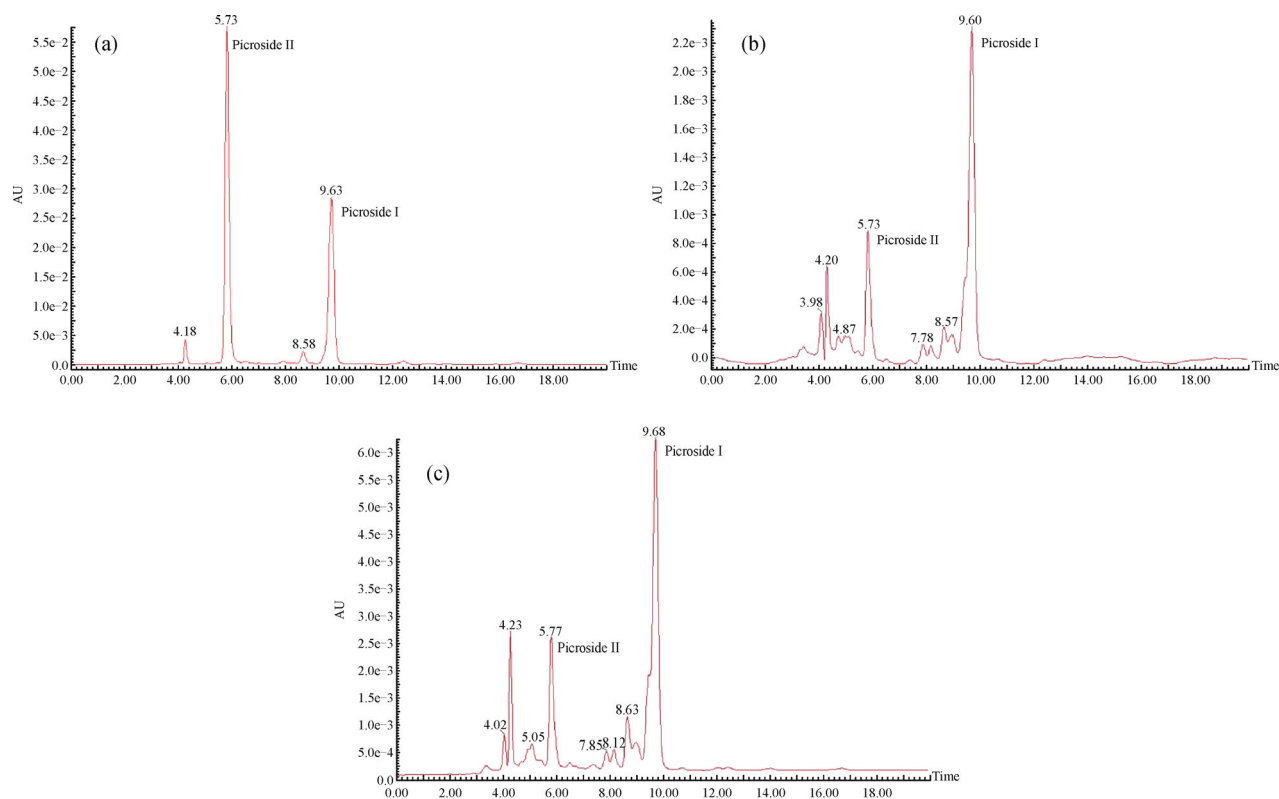 5.73
(a)
Picroside II
5.5e−2
5.0e−2
4.5e−2
4.0e−2
3.5e−2
3.0e−2
2.5e−2
2.0e−2
1.5e−2
1.0e−2
5.0e−3
0.0
AU
9.63
Picroside I
4.18
8.58
0.00 2.00 4.00 6.00 8.00 10.00 12.00 14.00 16.00 18.00
Time
9.60
(b)
Picroside I
2.2e−3
2.0e−3
1.8e−3
1.6e−3
1.4e−3
1.2e−3
1.0e−3
8.0e−4
6.0e−4
4.0e−4
2.0e−4
0.0
AU
5.73
Picroside II
4.20
3.98
4.87
7.78
8.57
0.00 2.00 4.00 6.00 8.00 10.00 12.00 14.00 16.00 18.00
Time
9.68
(c)
Picroside I
6.0e−3
5.5e−3
5.0e−3
4.5e−3
4.0e−3
3.5e−3
3.0e−3
2.5e−3
2.0e−3
1.5e−3
1.0e−3
5.0e−4
0.0
AU
4.23
5.77
Picroside II
4.02
5.05
7.85
8.12
8.63
0.00 2.00 4.00 6.00 8.00 10.00 12.00 14.00 16.00 18.00
Time